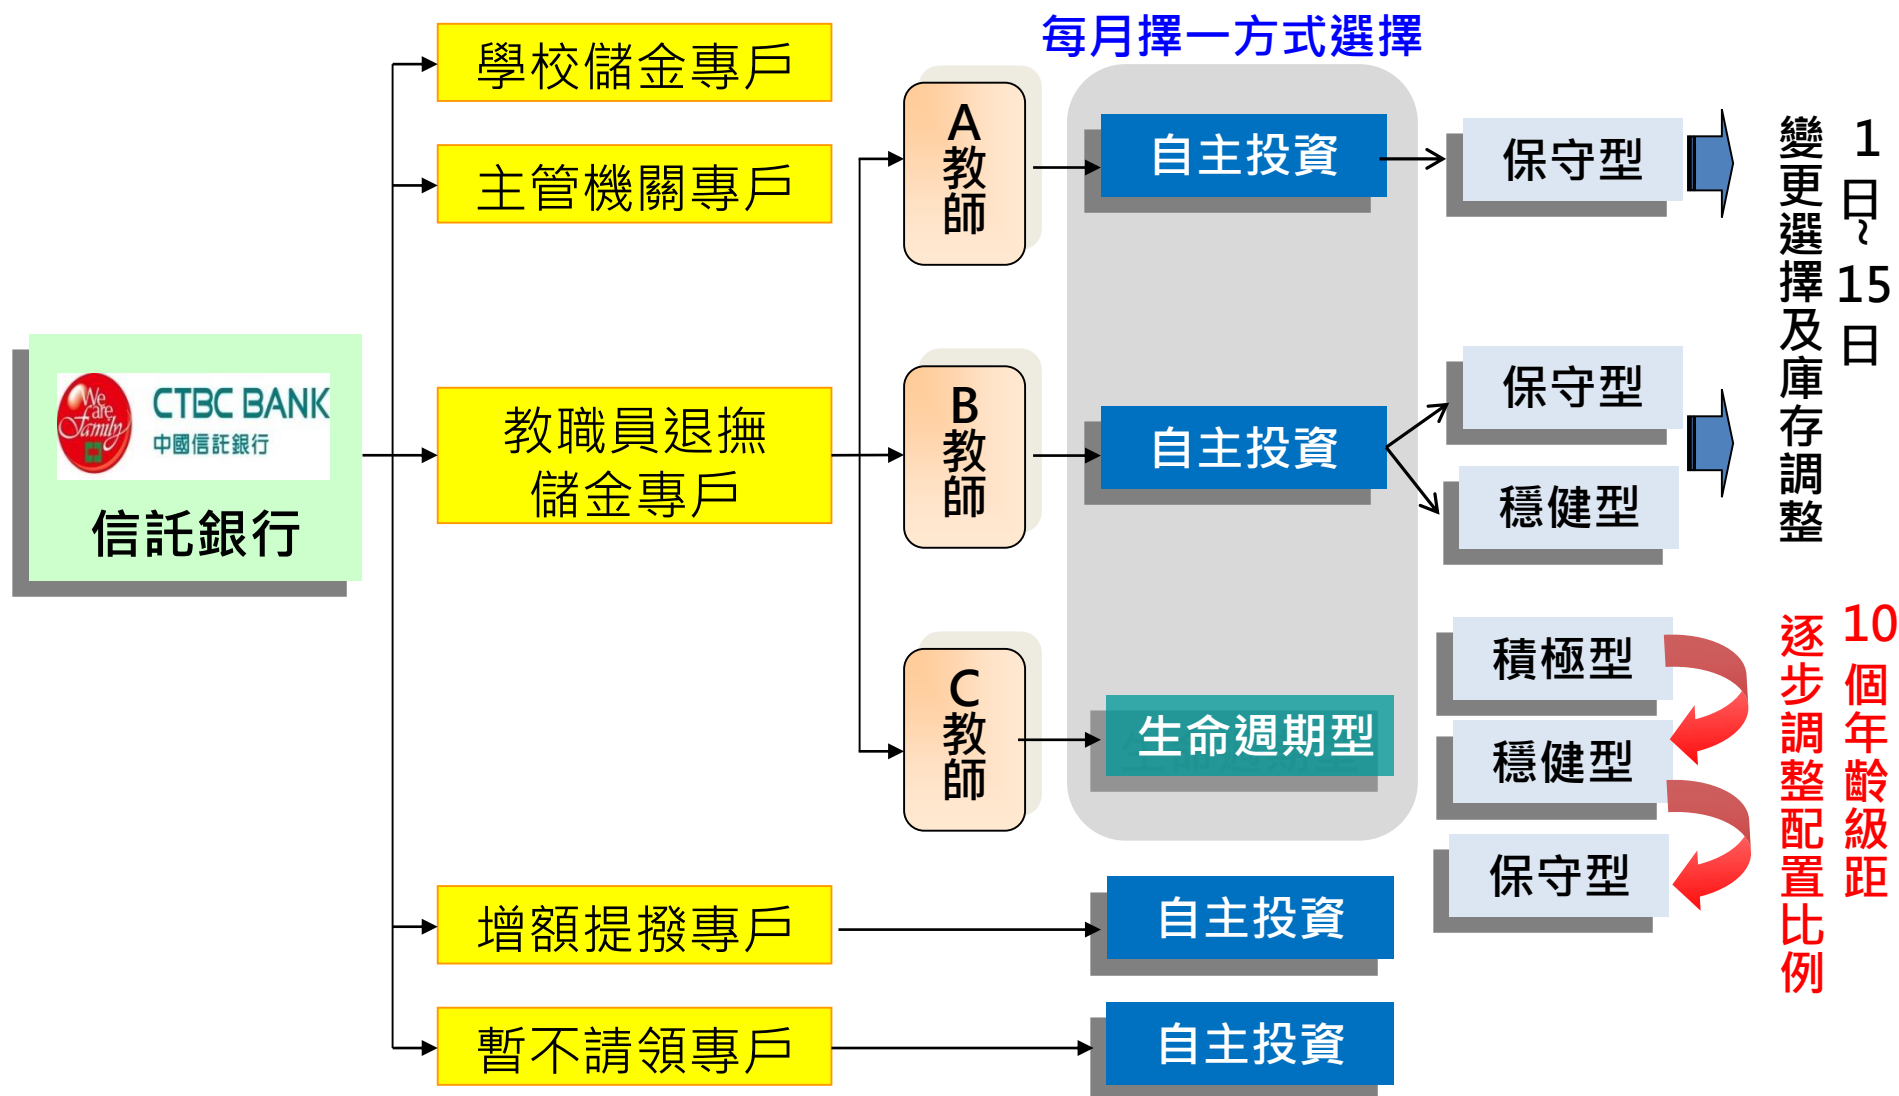 每月擇一方式選擇
學校儲金專戶
主管機關專戶
教職員退撫
儲金專戶
增額提撥專戶
暫不請領專戶
We
are
Family
CTBC BANK
中國信託銀行
信託銀行
A
教
師
自主投資
保守型
B
教
師
自主投資
保守型
穩健型
C
教
師
生命週期型
積極型
穩健型
保守型
自主投資
自主投資
1日~15日
變更選擇及庫存調整
10個年齡級距
逐步調整配置比例